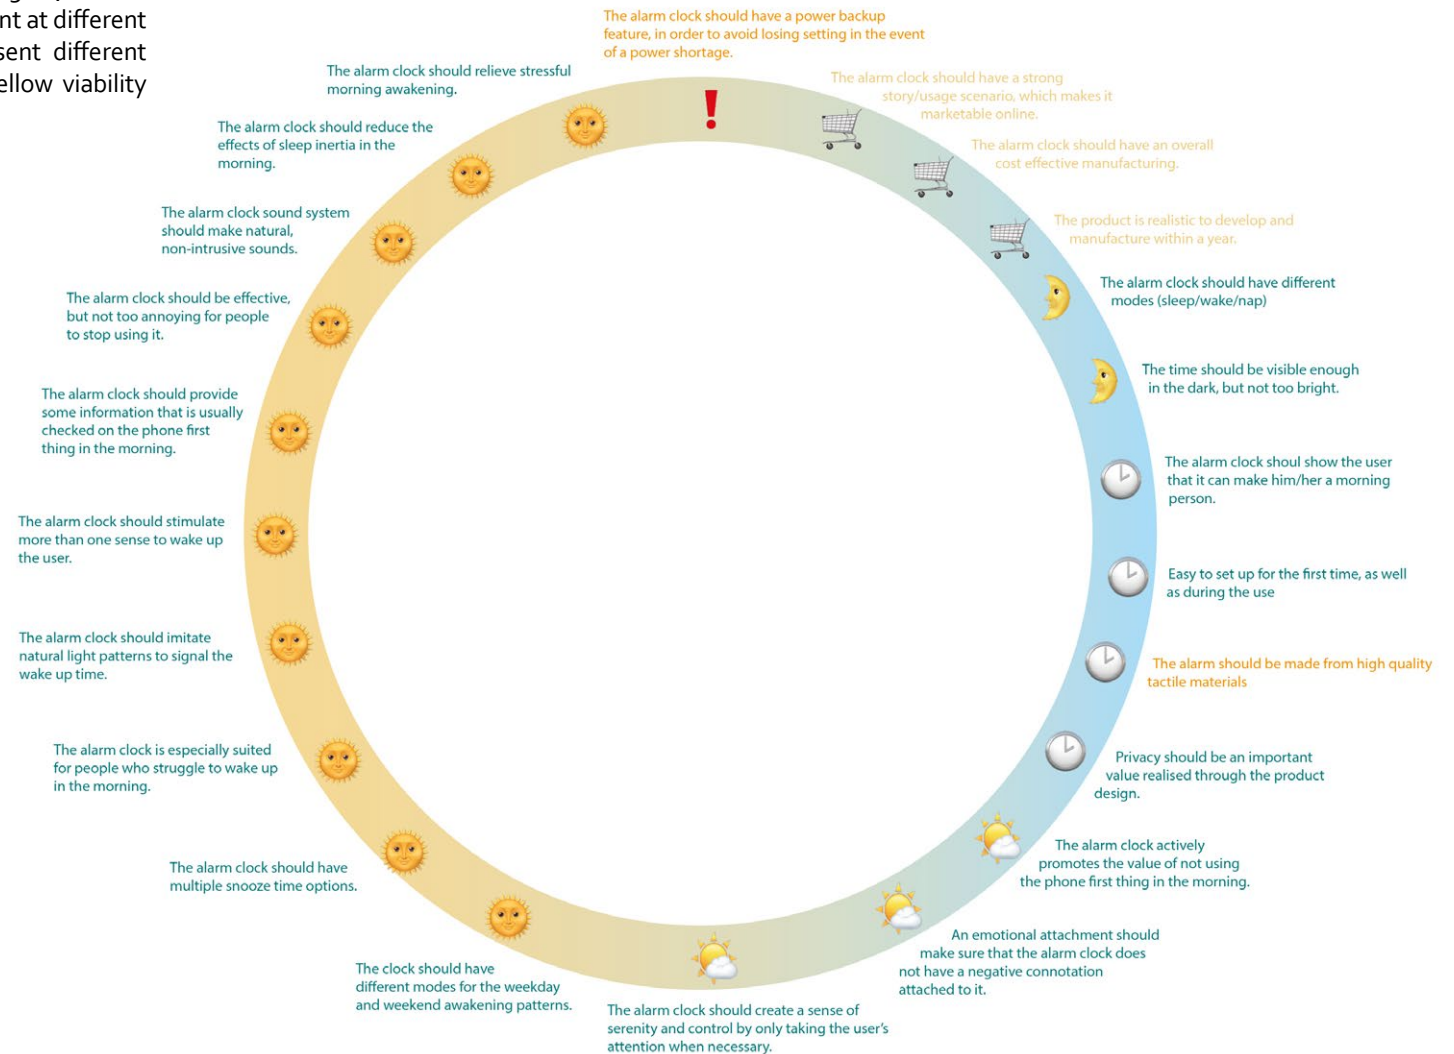 nt at different
sent different
ellow viability
The alarm clock should have a power backup
feature, in order to avoid losing setting in the event
of a power shortage.
The alarm clock should have a strong
story/usage scenario, which makes it
marketable online.
The alarm clock should have an overall
cost effective manufacturing.
The product is realistic to develop and
manufacture within a year.
The alarm clock should have different
modes (sleep/wake/nap)
The time should be visible enough
in the dark, but not too bright.
The alarm clock shoul show the user
that it can make him/her a morning
person.
Easy to set up for the first time, as well
as during the use
The alarm should be made from high quality
tactile materials
Privacy should be an important
value realised through the product
design.
The alarm clock actively
promotes the value of not using
the phone first thing in the morning.
An emotional attachment should
make sure that the alarm clock does
not have a negative connotation
attached to it.
The alarm clock should create a sense of
serenity and control by only taking the user's
attention when necessary.
The clock should have
different modes for the weekday
and weekend awakening patterns.
The alarm clock should have
multiple snooze time options.
The alarm clock is especially suited
for people who struggle to wake up
in the morning.
The alarm clock should imitate
natural light patterns to signal the
wake up time.
The alarm clock should stimulate
more than one sense to wake up
the user.
The alarm clock should provide
some information that is usually
checked on the phone first
thing in the morning.
The alarm clock should be effective,
but not too annoying for people
to stop using it.
The alarm clock sound system
should make natural,
non-intrusive sounds.
The alarm clock should reduce the
effects of sleep inertia in the
morning.
The alarm clock should relieve stressful
morning awakening.